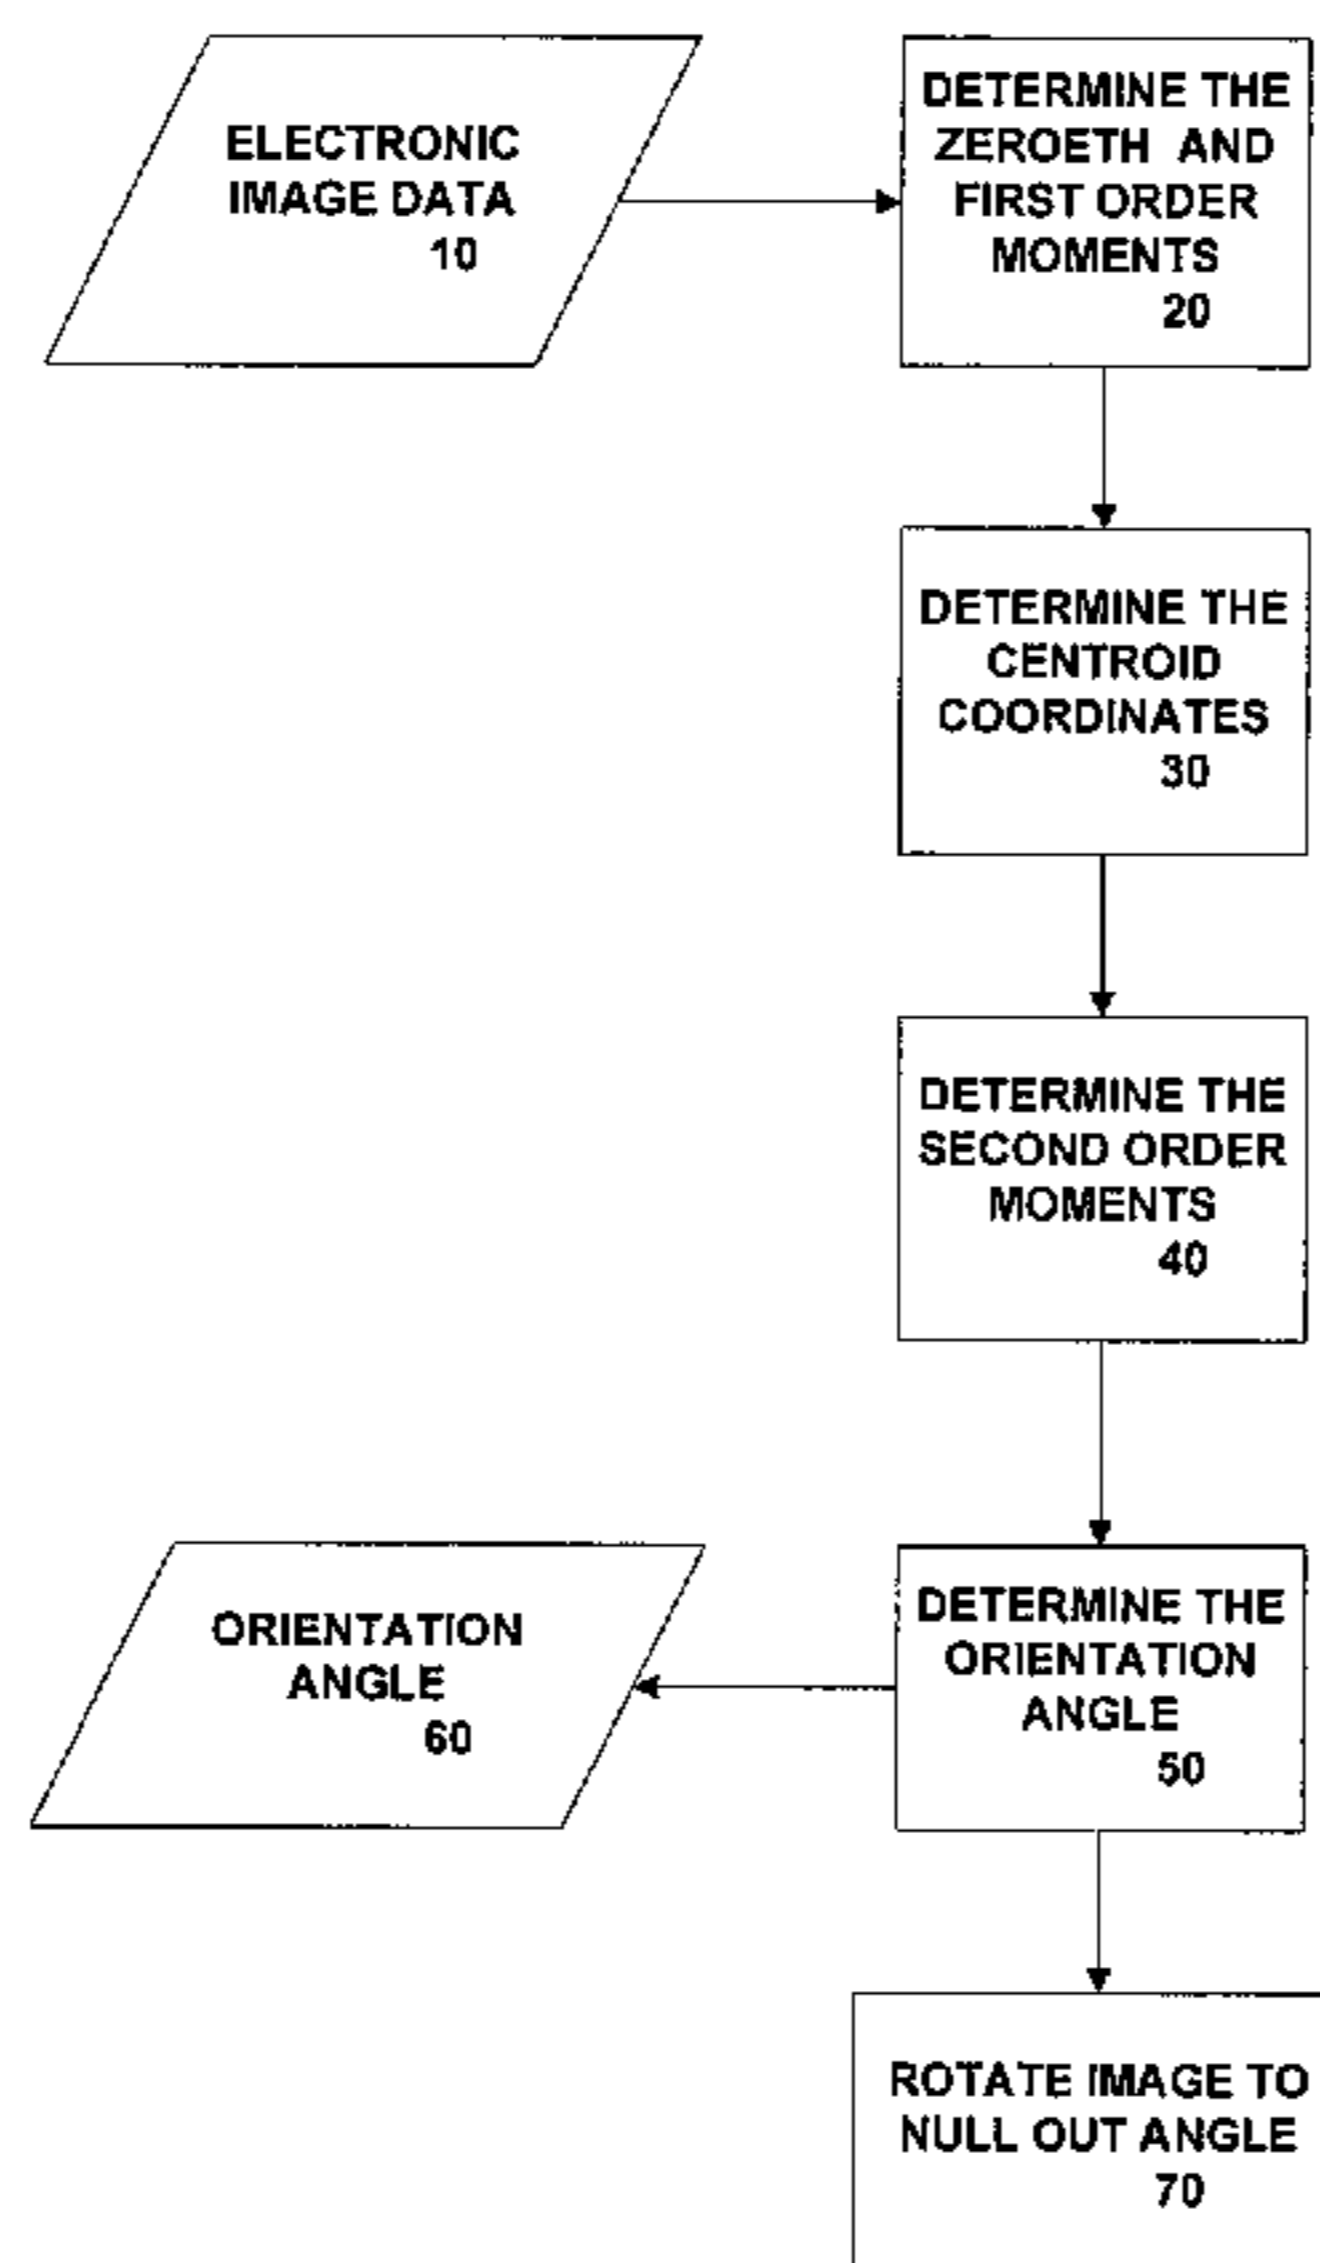 ELECTRONIC
IMAGE DATA
10
DETERMINE THE
ZEROETH AND
FIRST ORDER
MOMENTS
20
DETERMINE THE
CENTROID
COORDINATES
30
DETERMINE THE
SECOND ORDER
MOMENTS
40
DETERMINE THE
ORIENTATION
ANGLE
50
ORIENTATION
ANGLE
60
ROTATE IMAGE TO
NULL OUT ANGLE
70